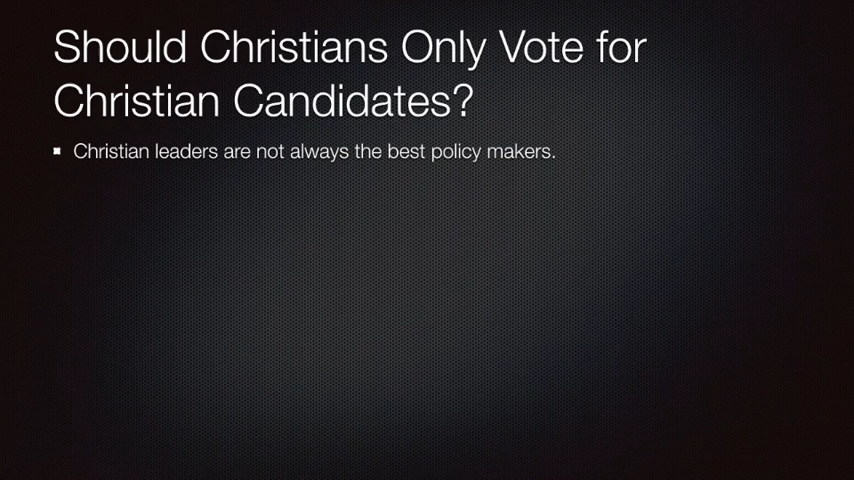 Should Christians Only Vote for
Christian Candidates?
Christian leaders are not always the best policy makers.